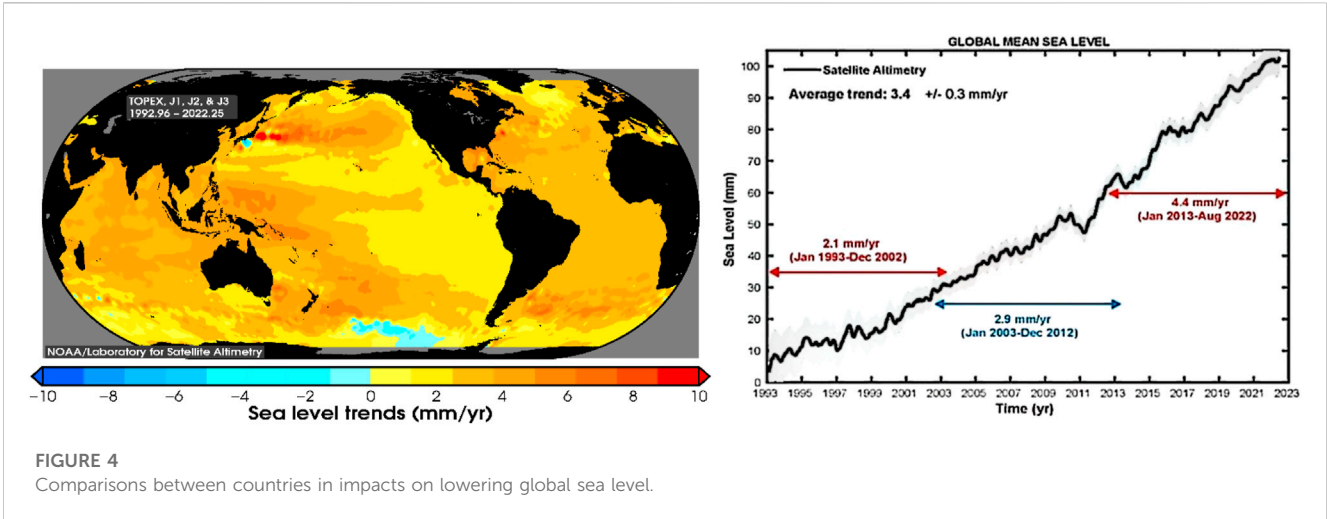 TOPEX, J1, J2, & J3
1992.96 – 2022.25
NOAA/Laboratory for Satellite Altimetry
−10 −8 −6 −4 −2 0 2 4 6 8 10
Sea level trends (mm/yr)
GLOBAL MEAN SEA LEVEL
Satellite Altimetry
Average trend: 3.4 +/- 0.3 mm/yr
100
90
80
70
60
50
40
30
20
10
0
Sea Level (mm)
4.4 mm/yr
(Jan 2013-Aug 2022)
2.1 mm/yr
(Jan 1993-Dec 2002)
2.9 mm/yr
(Jan 2003-Dec 2012)
1993 1995 1997 1999 2001 2003 2005 2007 2009 2011 2013 2015 2017 2019 2021 2023
Time (yr)
FIGURE 4
Comparisons between countries in impacts on lowering global sea level.